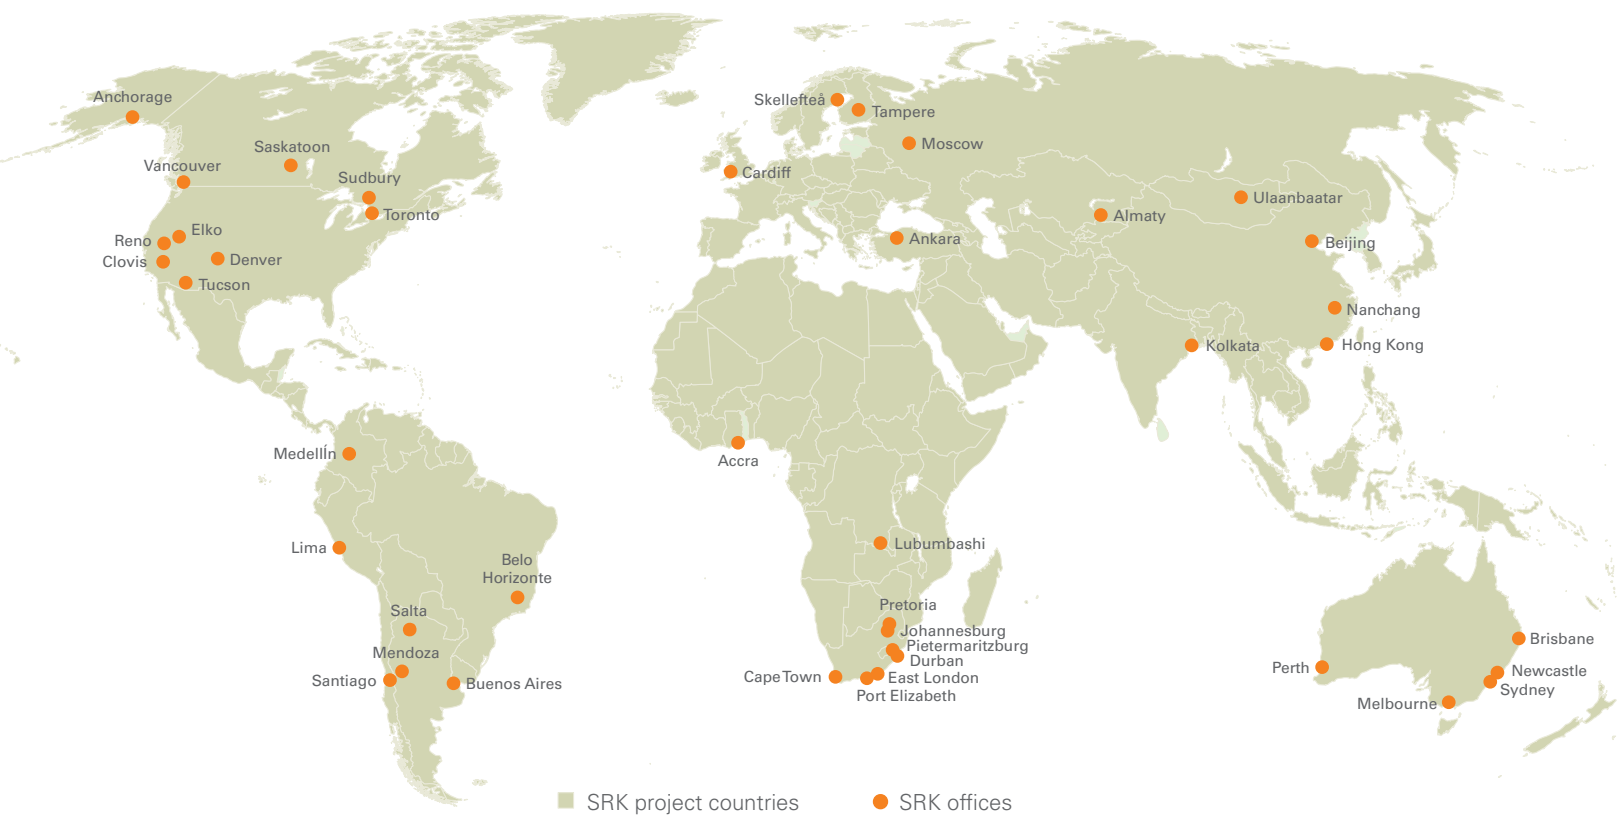 Anchorage
Vancouver
Saskatoon
Sudbury
Toronto
Reno
Elko
Clovis
Denver
Tucson
MedellÍn
Lima
Belo
Horizonte
Salta
Mendoza
Santiago
Buenos Aires
Skellefteå
Tampere
Moscow
Cardiff
Ankara
Accra
Lubumbashi
Pretoria
Johannesburg
Pietermaritzburg
Durban
Cape Town
East London
Port Elizabeth
Almaty
Ulaanbaatar
Beijing
Nanchang
Hong Kong
Kolkata
Brisbane
Perth
Newcastle
Sydney
Melbourne
SRK project countries
SRK offices